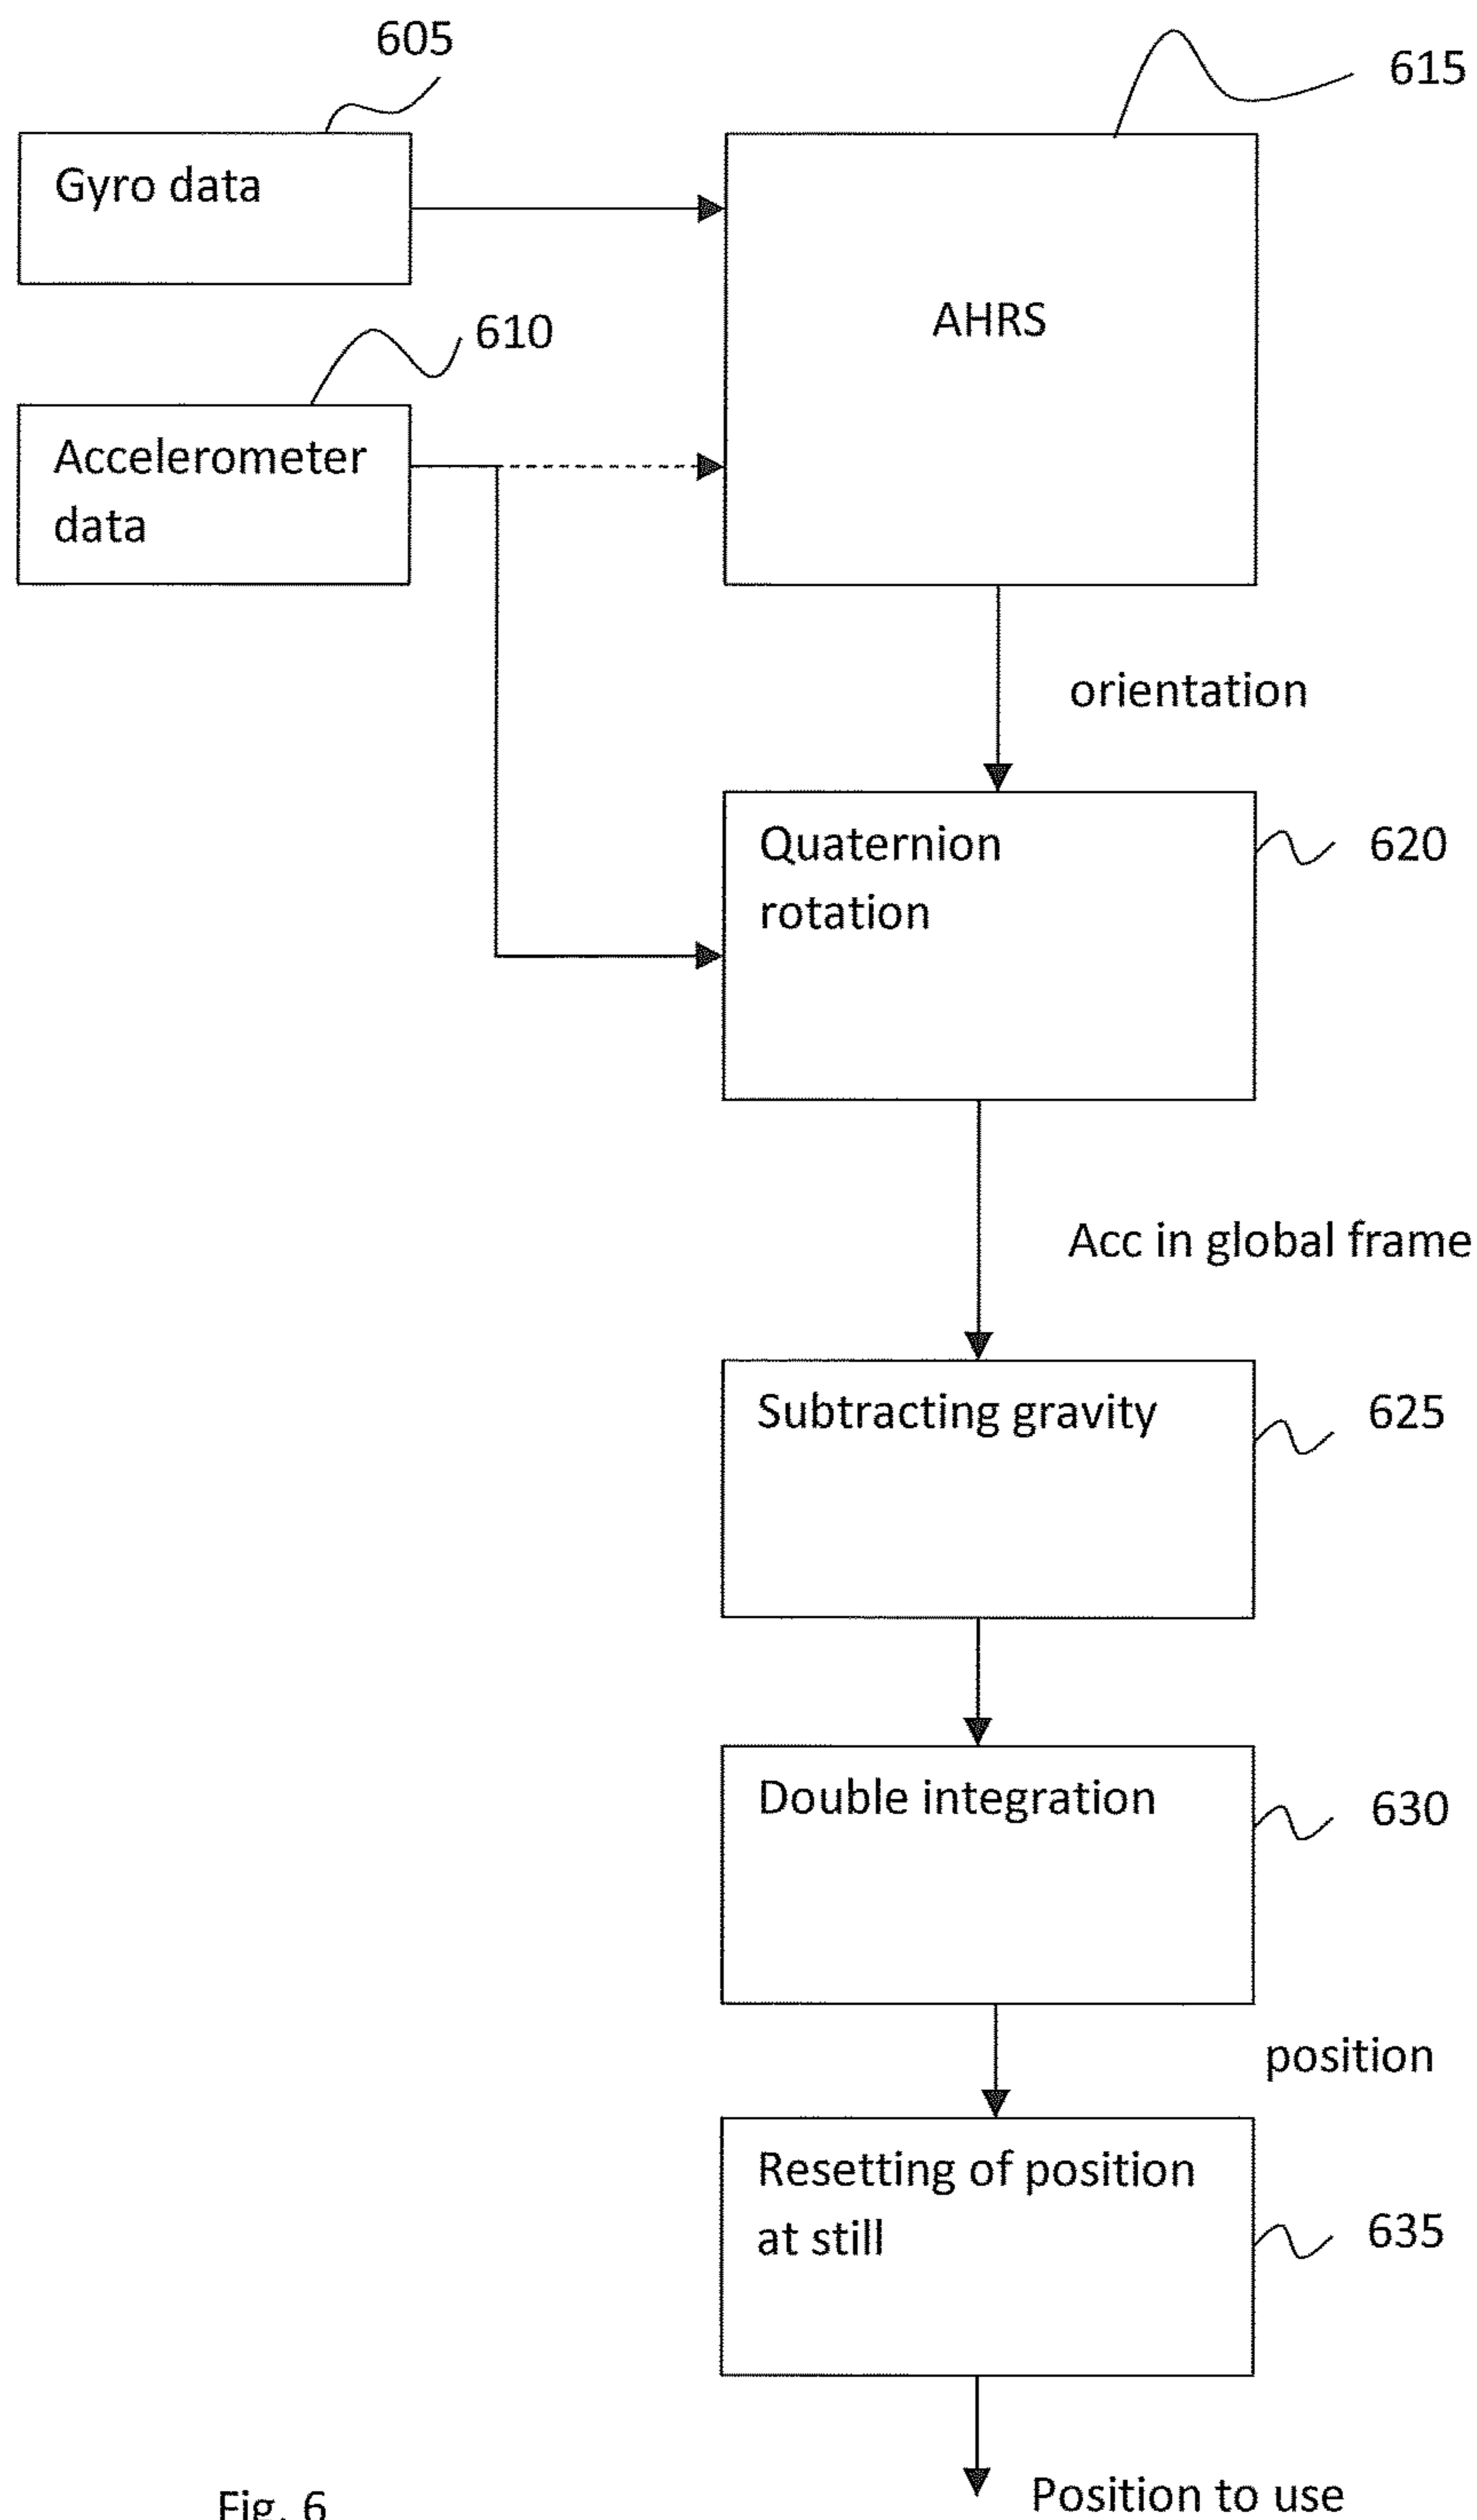 605
615
Gyro data
AHRS
610
Accelerometer
data
orientation
Quaternion
rotation
620
Acc in global frame
Subtracting gravity
625
Double integration
630
position
Resetting of position
at still
635
Position to use
Fig. 6